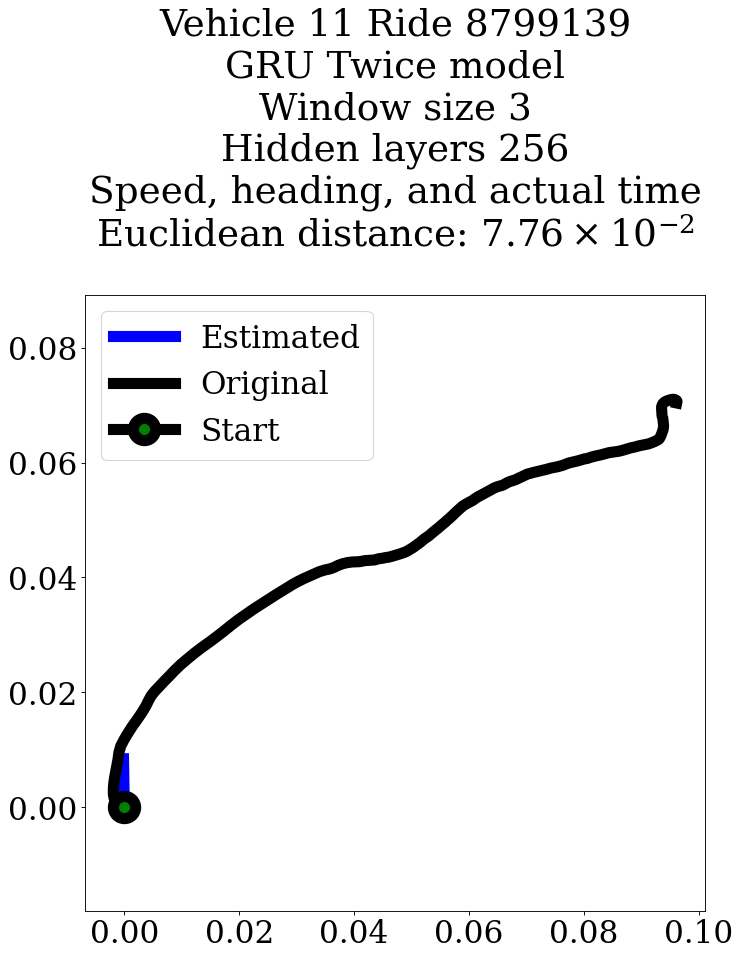 Vehicle 11 Ride 8799139
GRU Twice model
Window size 3
Hidden layers 256
Speed, heading, and actual time
Euclidean distance: 7.76 × 10⁻²
Estimated
Original
Start
0.08
0.06
0.04
0.02
0.00
0.00 0.02 0.04 0.06 0.08 0.10